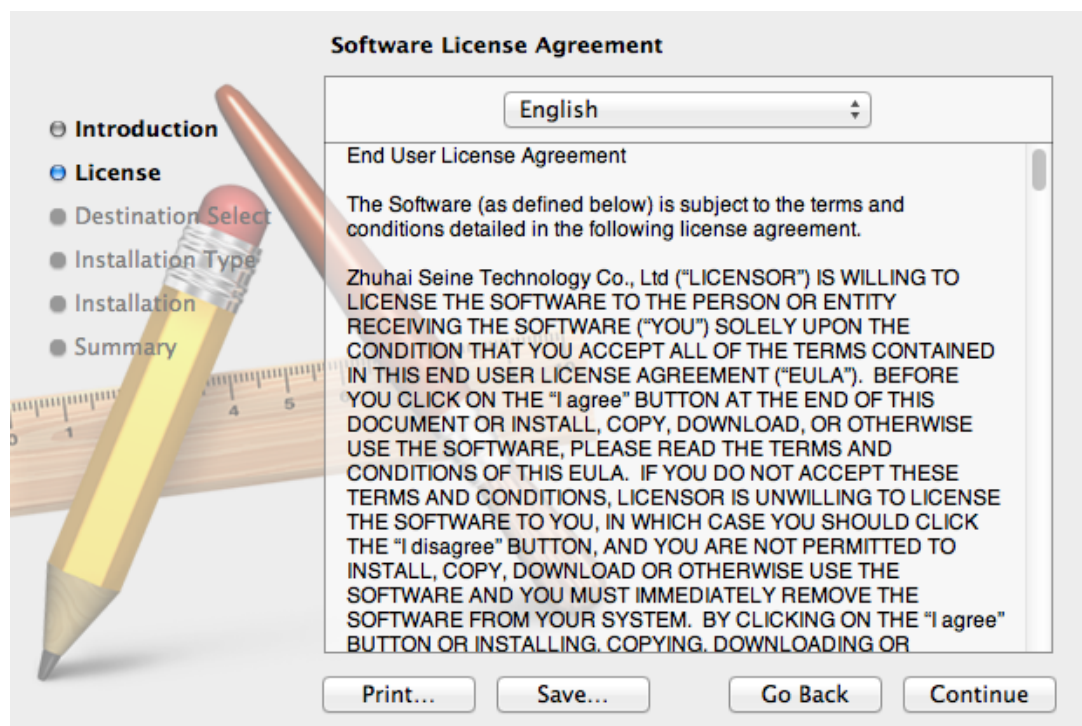 Software License Agreement
Introduction
License
Destination Select
Installation Type
Installation
Summary
English
End User License Agreement
The Software (as defined below) is subject to the terms and
conditions detailed in the following license agreement.
Zhuhai Seine Technology Co., Ltd (“LICENSOR”) IS WILLING TO
LICENSE THE SOFTWARE TO THE PERSON OR ENTITY
RECEIVING THE SOFTWARE (“YOU”) SOLELY UPON THE
CONDITION THAT YOU ACCEPT ALL OF THE TERMS CONTAINED
IN THIS END USER LICENSE AGREEMENT (“EULA”).  BEFORE
YOU CLICK ON THE “I agree” BUTTON AT THE END OF THIS
DOCUMENT OR INSTALL, COPY, DOWNLOAD, OR OTHERWISE
USE THE SOFTWARE, PLEASE READ THE TERMS AND
CONDITIONS OF THIS EULA.  IF YOU DO NOT ACCEPT THESE
TERMS AND CONDITIONS, LICENSOR IS UNWILLING TO LICENSE
THE SOFTWARE TO YOU, IN WHICH CASE YOU SHOULD CLICK
THE “I disagree” BUTTON, AND YOU ARE NOT PERMITTED TO
INSTALL, COPY, DOWNLOAD OR OTHERWISE USE THE
SOFTWARE AND YOU MUST IMMEDIATELY REMOVE THE
SOFTWARE FROM YOUR SYSTEM.  BY CLICKING ON THE “I agree”
BUTTON OR INSTALLING, COPYING, DOWNLOADING OR
Print...
Save...
Go Back
Continue
1
4
5